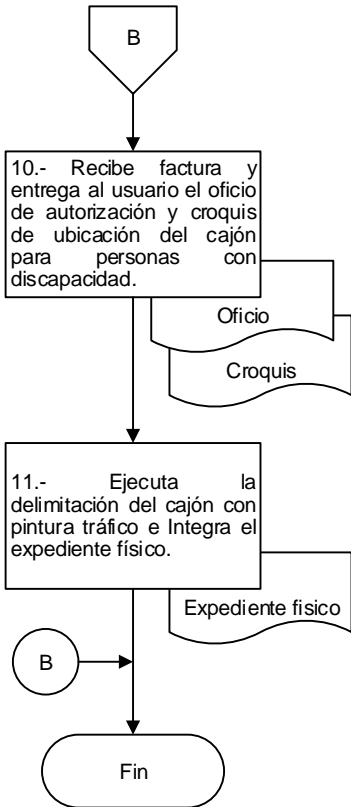 B
10.- Recibe factura y
entrega al usuario el oficio
de autorización y croquis
de ubicación del cajón
para personas con
discapacidad.
Oficio
Croquis
11.- Ejecuta la
delimitación del cajón con
pintura tráfico e Integra el
expediente físico.
Expediente fisico
B
Fin